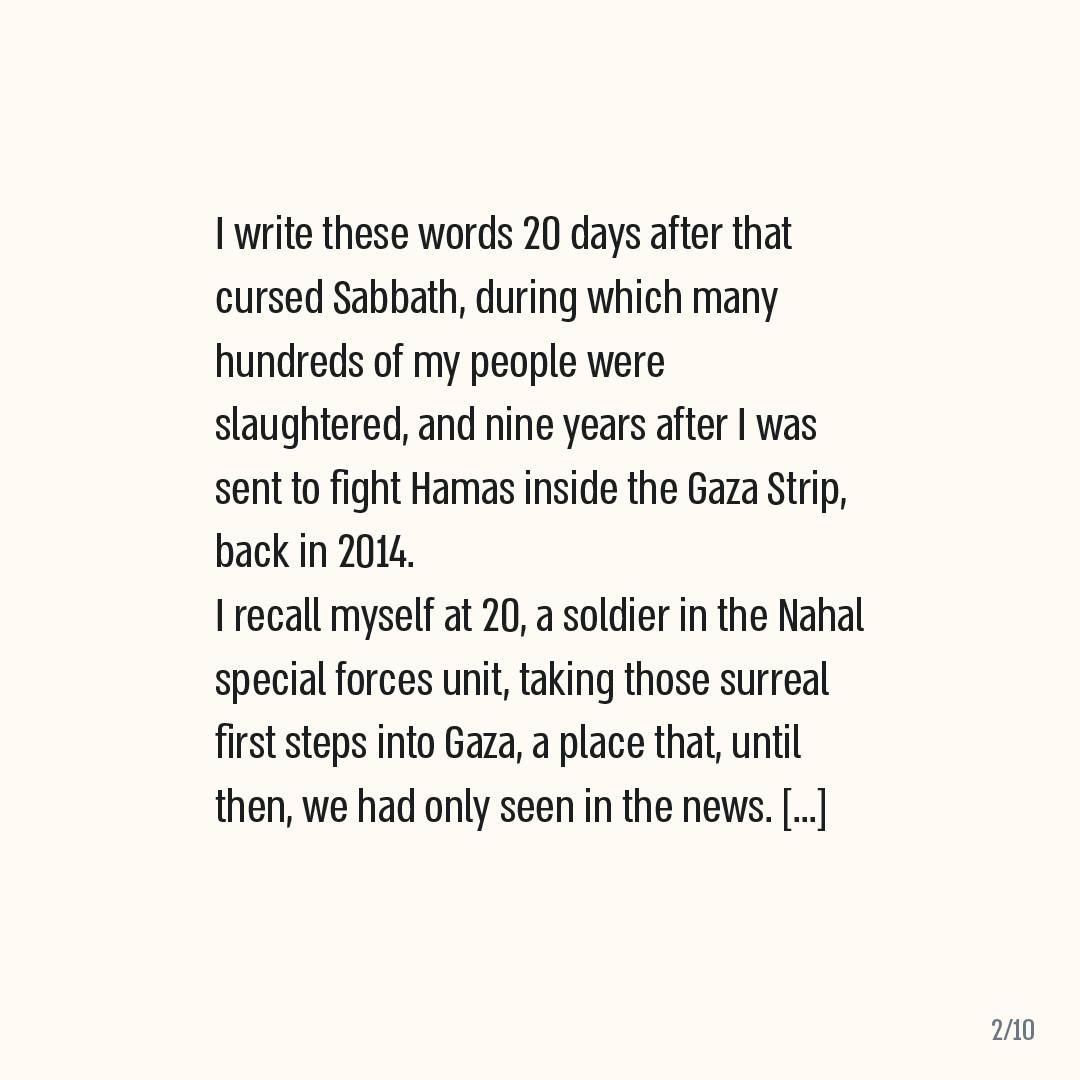 I write these words 20 days after that
cursed Sabbath, during which many
hundreds of my people were
slaughtered, and nine years after I was
sent to fight Hamas inside the Gaza Strip,
back in 2014.
I recall myself at 20, a soldier in the Nahal
special forces unit, taking those surreal
first steps into Gaza, a place that, until
then, we had only seen in the news. [...]
2/10